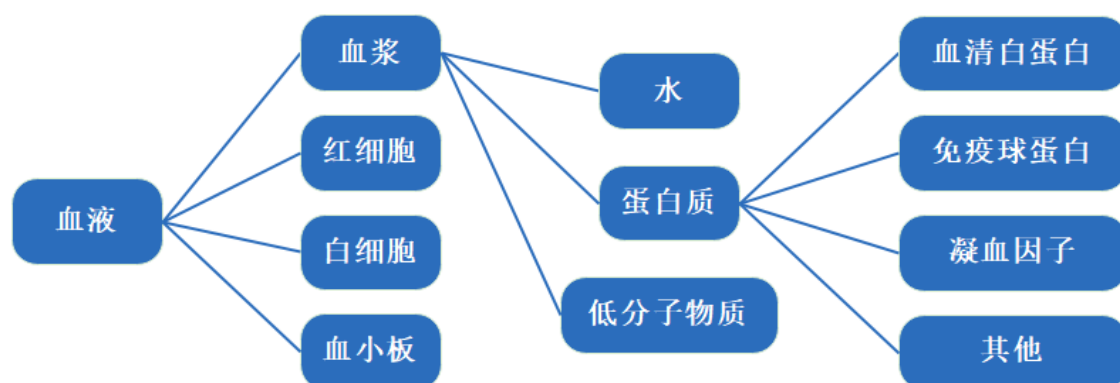 血液
血浆
红细胞
白细胞
血小板
水
蛋白质
低分子物质
血清白蛋白
免疫球蛋白
凝血因子
其他